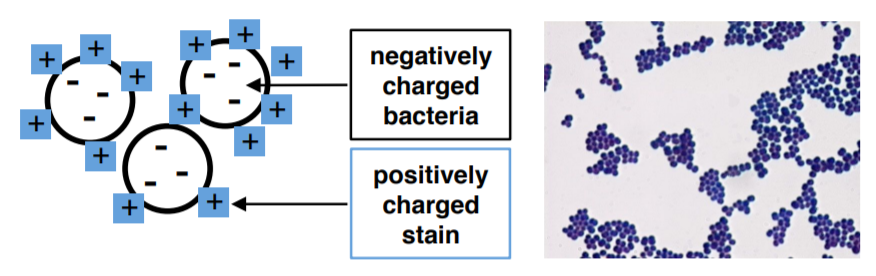 negatively
charged
bacteria
positively
charged
stain